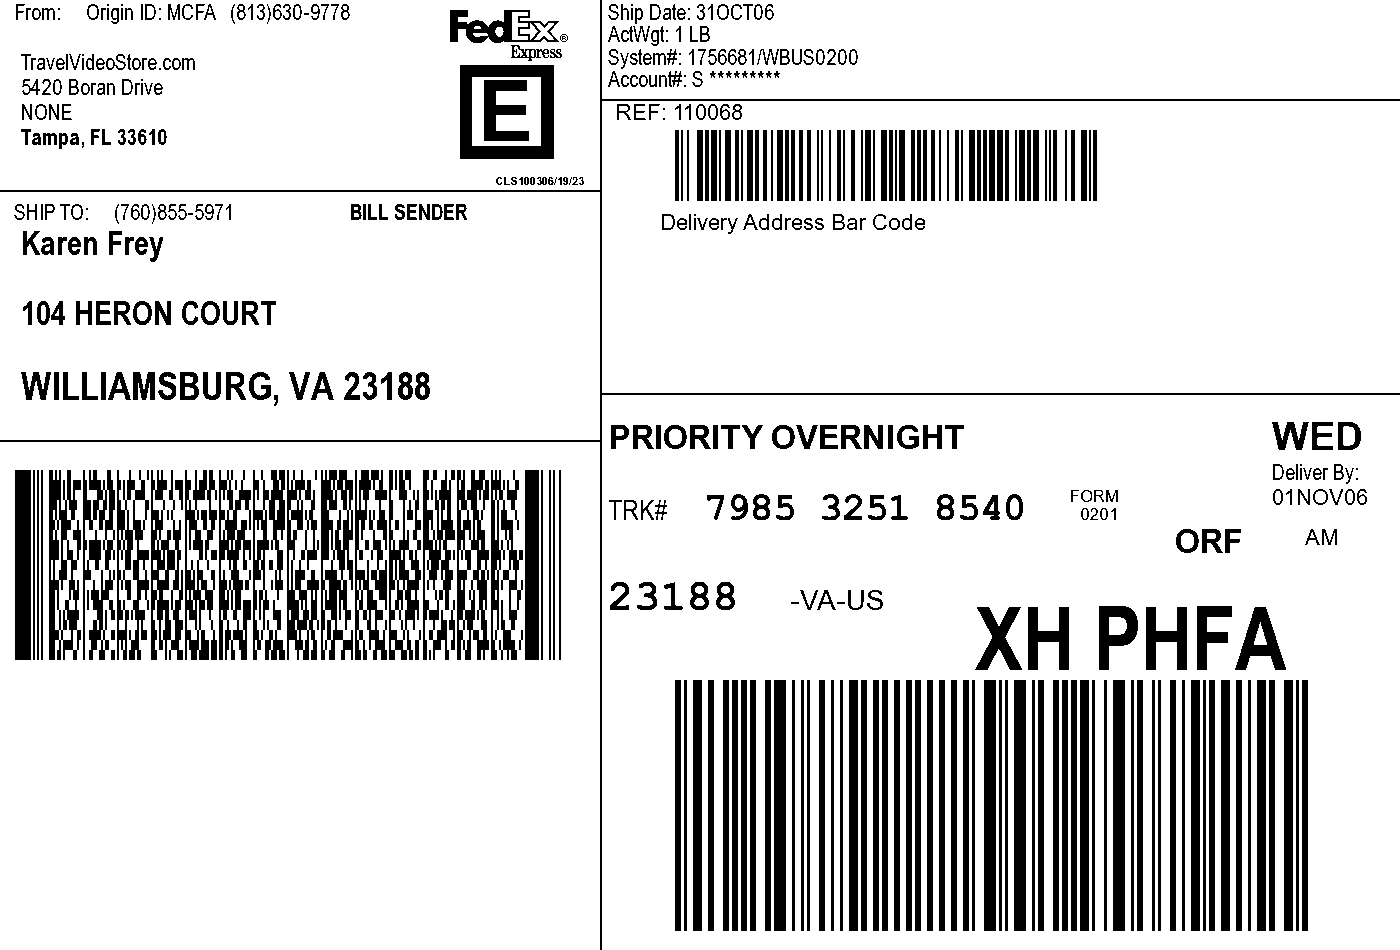 From: Origin ID: MCFA (813)630-9778
TravelVideoStore.com
5420 Boran Drive
NONE
Tampa, FL 33610
FedEx®
Express
E
CLS100306/19/23
Ship Date: 31OCT06
ActWgt: 1 LB
System#: 1756681/WBUS0200
Account#: S *********
REF: 110068
Delivery Address Bar Code
SHIP TO: (760)855-5971 BILL SENDER
Karen Frey
104 HERON COURT
WILLIAMSBURG, VA 23188
PRIORITY OVERNIGHT
WED
Deliver By:
01NOV06
TRK# 7985 3251 8540 FORM
0201
ORF AM
23188 -VA-US
XH PHFA